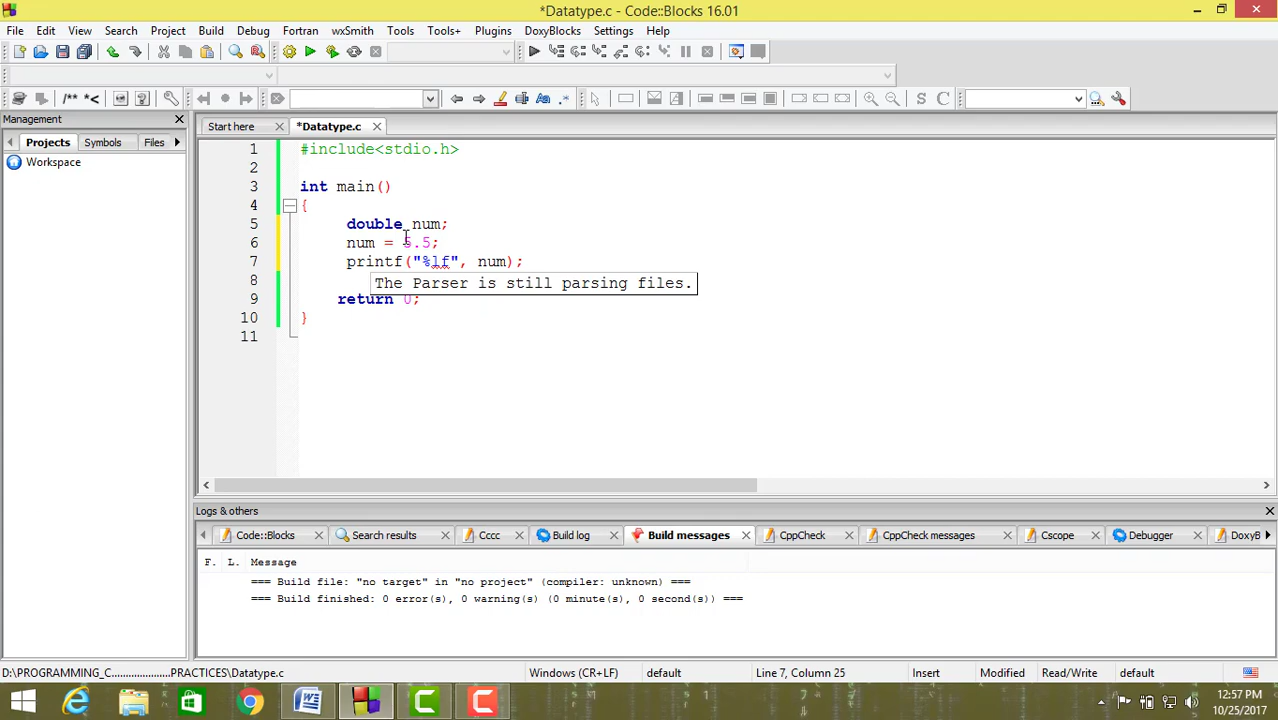 *Datatype.c - Code::Blocks 16.01
File Edit View Search Project Build Debug Fortran wxSmith Tools Tools+ Plugins DoxyBlocks Settings Help
/** *<
Management
Projects Symbols Files
Workspace
Start here *Datatype.c
1 #include<stdio.h>
2
3 int main()
4 {
5 double num;
6 num = 5.5;
7 printf("%lf", num);
8
The Parser is still parsing files.
9 return 0;
10 }
11
Logs & others
Code::Blocks Search results Cccc Build log Build messages CppCheck CppCheck messages Cscope Debugger DoxyB
F. L. Message
=== Build file: "no target" in "no project" (compiler: unknown) ===
=== Build finished: 0 error(s), 0 warning(s) (0 minute(s), 0 second(s)) ===
D:\PROGRAMMING_C......................PRACTICES\Datatype.c Windows (CR+LF) default Line 7, Column 25 Insert Modified Read/Write default
12:57 PM
10/25/2017